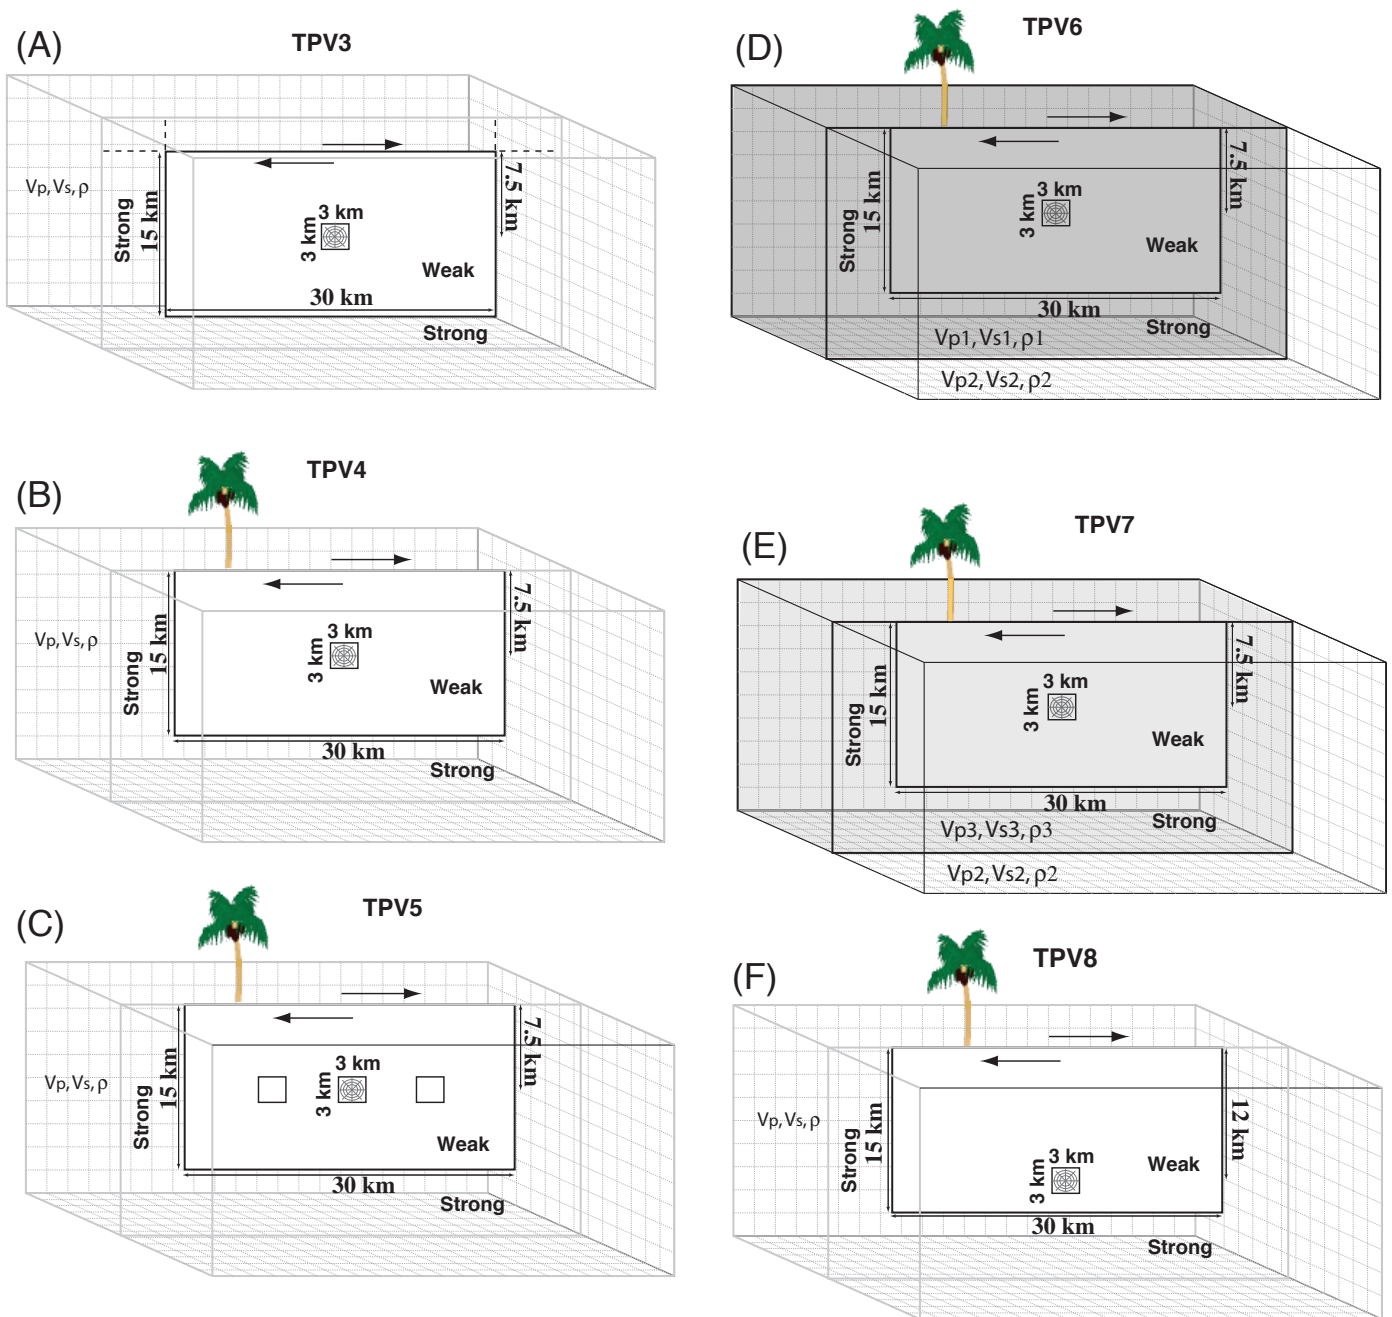 (A)
TPV3
Vp, Vs, ρ
Strong
15 km
7.5 km
3 km
3 km
Weak
30 km
Strong
(B)
TPV4
Vp, Vs, ρ
Strong
15 km
7.5 km
3 km
3 km
Weak
30 km
Strong
(C)
TPV5
Vp, Vs, ρ
Strong
15 km
7.5 km
3 km
3 km
Weak
30 km
Strong
(D)
TPV6
Strong
15 km
7.5 km
3 km
3 km
Weak
30 km
Strong
Vp1, Vs1, ρ1
Vp2, Vs2, ρ2
(E)
TPV7
Strong
15 km
7.5 km
3 km
3 km
Weak
30 km
Strong
Vp3, Vs3, ρ3
Vp2, Vs2, ρ2
(F)
TPV8
Vp, Vs, ρ
Strong
15 km
12 km
3 km
3 km
Weak
30 km
Strong